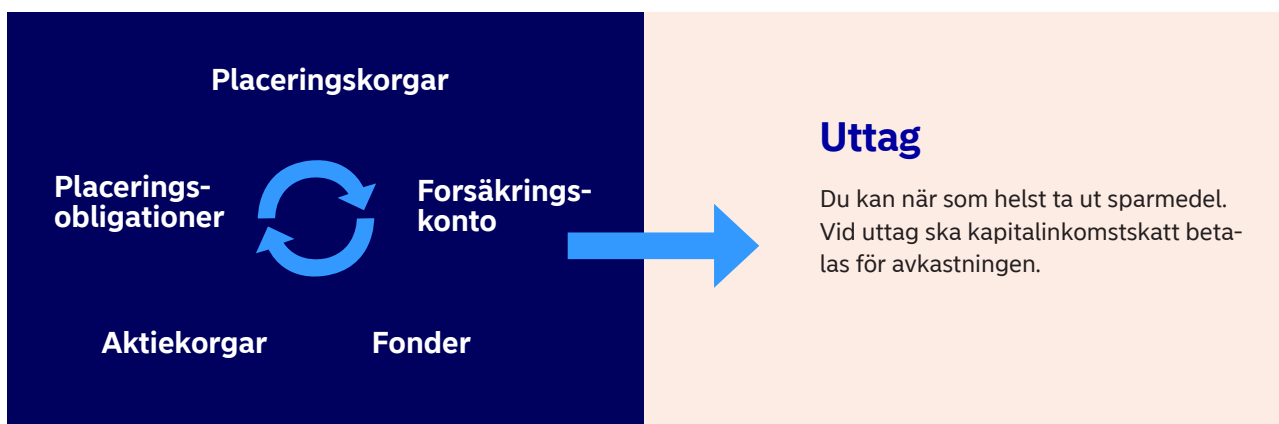 Placeringskorgar
Placerings-
obligationer
Forsäkrings-
konto
Aktiekorgar
Fonder
Uttag
Du kan när som helst ta ut sparmedel.
Vid uttag ska kapitalinkomstskatt beta-
las för avkastningen.